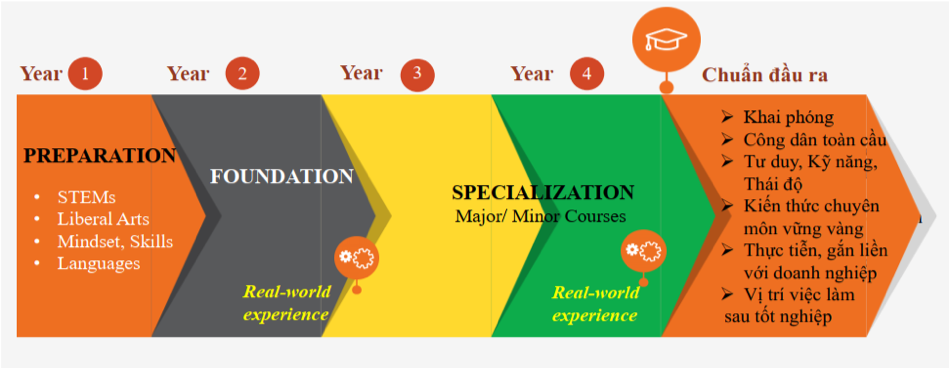 Year 1
Year 2
Year 3
Year 4
Chuẩn đầu ra
PREPARATION
• STEMs
• Liberal Arts
• Mindset, Skills
• Languages
FOUNDATION
Real-world
experience
SPECIALIZATION
Major/ Minor Courses
Real-world
experience
➢ Khai phóng
➢ Công dân toàn cầu
➢ Tư duy, Kỹ năng,
Thái độ
➢ Kiến thức chuyên
môn vững vàng
➢ Thực tiễn, gắn liền
với doanh nghiệp
➢ Vị trí việc làm
sau tốt nghiệp